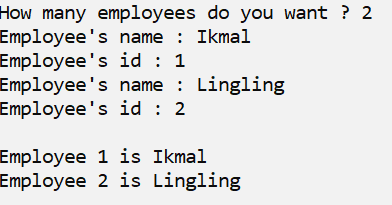 How many employees do you want ? 2
Employee's name : Ikmal
Employee's id : 1
Employee's name : Lingling
Employee's id : 2
Employee 1 is Ikmal
Employee 2 is Lingling